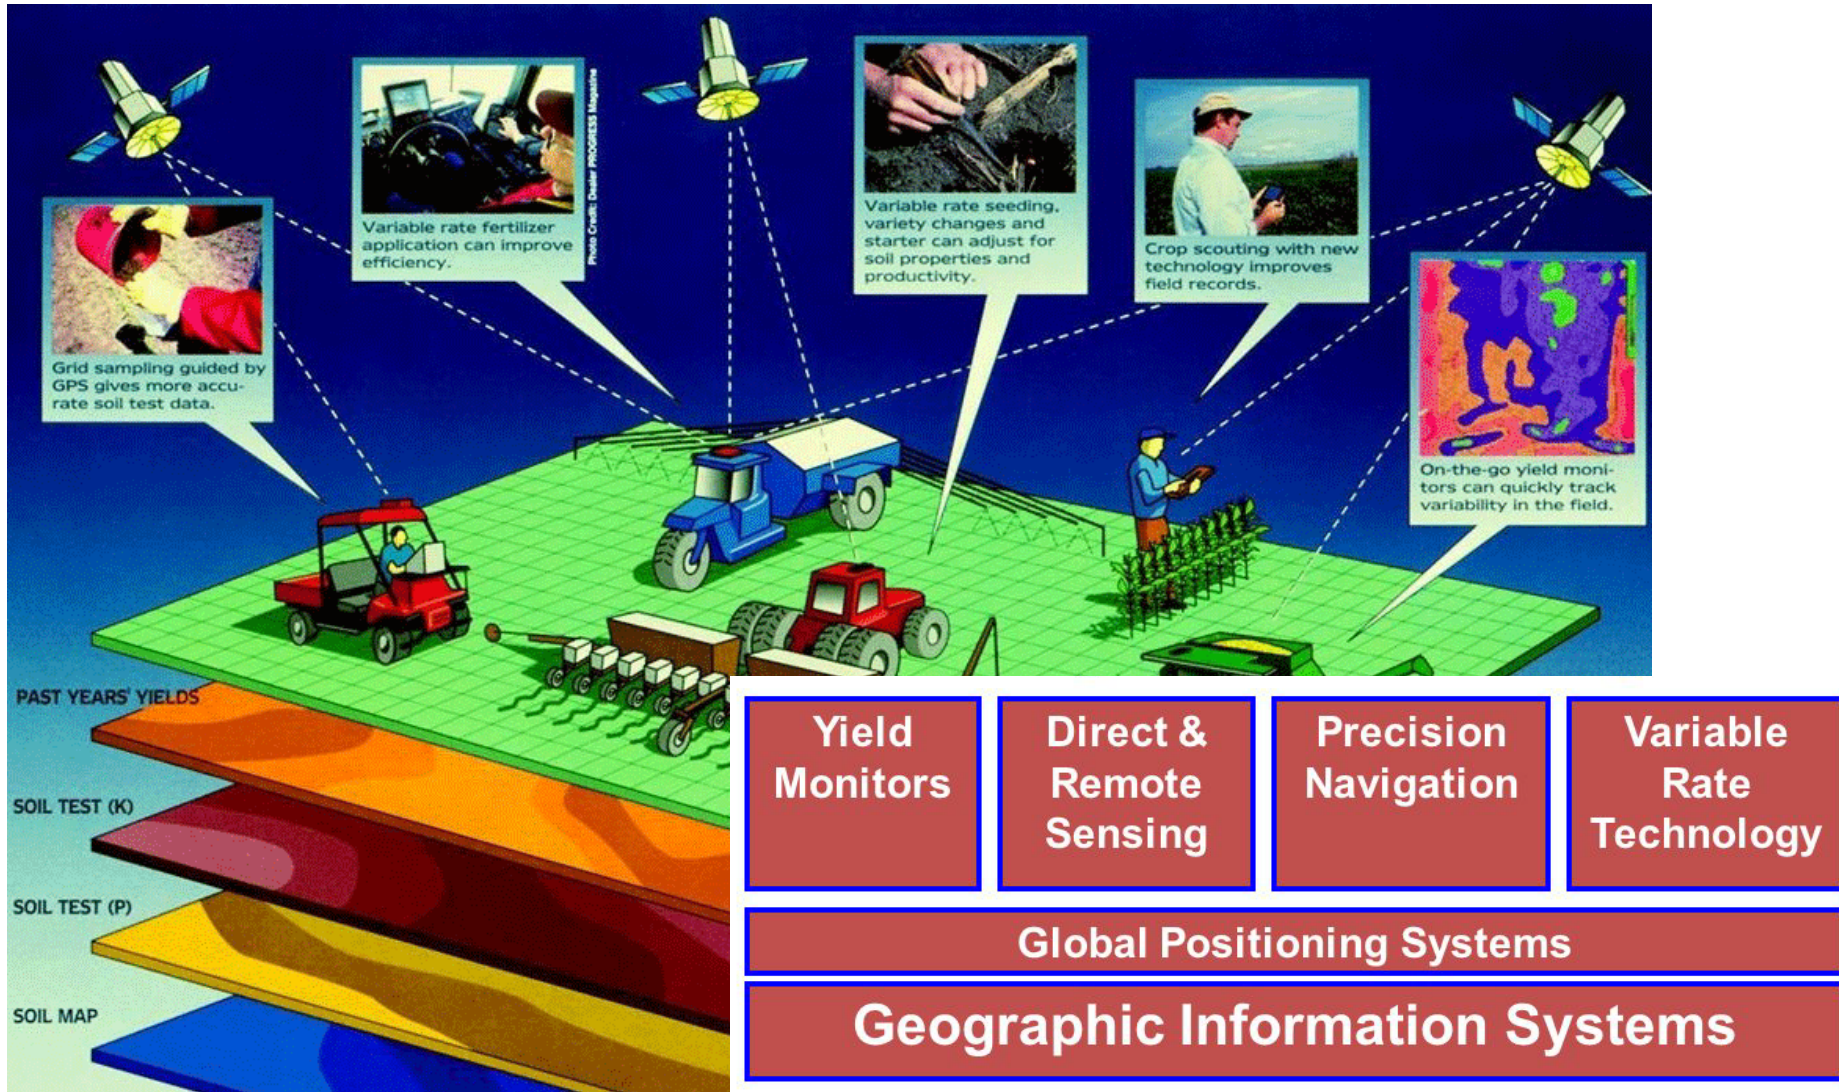 Grid sampling guided by
GPS gives more accu-
rate soil test data.
Variable rate fertilizer
application can improve
efficiency.
Photo Credit: Dealer PROGRESS Magazine
Variable rate seeding,
variety changes and
starter can adjust for
soil properties and
productivity.
Crop scouting with new
technology improves
field records.
On-the-go yield moni-
tors can quickly track
variability in the field.
PAST YEARS' YIELDS
SOIL TEST (K)
SOIL TEST (P)
SOIL MAP
Yield
Monitors
Direct &
Remote
Sensing
Precision
Navigation
Variable
Rate
Technology
Global Positioning Systems
Geographic Information Systems